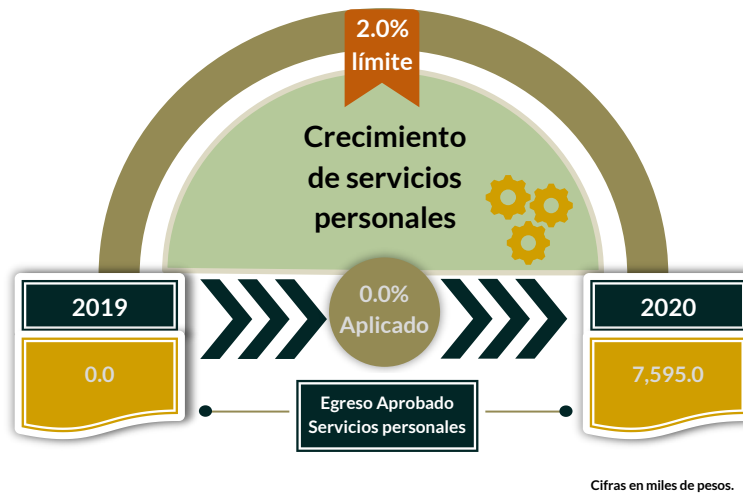 2.0%
límite
Crecimiento
de servicios
personales
2019
0.0% 
Aplicado
2020
0.0
7,595.0
Egreso Aprobado
Servicios personales
Cifras en miles de pesos.